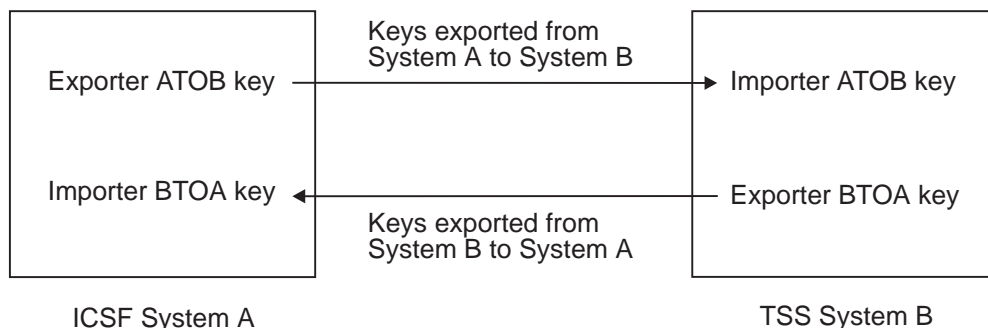 Keys exported from
System A to System B
Exporter ATOB key
Importer ATOB key
Importer BTOA key
Exporter BTOA key
Keys exported from
System B to System A
ICSF System A
TSS System B